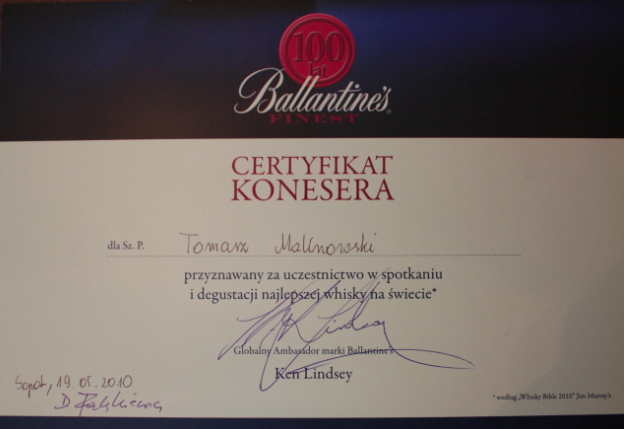 100
lat
Ballantine's
FINEST
CERTYFIKAT
KONESERA
dla Sz. P. Tomasz Malinowski
przyznawany za uczestnictwo w spotkaniu
i degustacji najlepszej whisky na świecie*
Globalny Ambasador marki Ballantine's
Ken Lindsey
Sopot, 19.05.2010
* według „Whisky Bible 2010" Jim Murray's